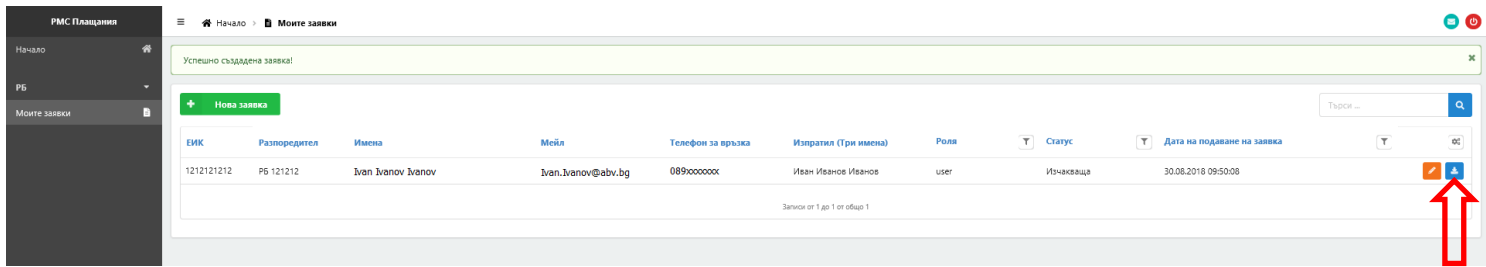 РМС Плащания
Начало > Моите заявки
Начало
Успешно създадена заявка!
РБ
Моите заявки
Нова заявка
Търси ...
ЕИК Разпоредител Имена Мейл Телефон за връзка Изпратил (Три имена) Роля Статус Дата на подаване на заявка
1212121212 РБ 121212 Ivan Ivanov Ivanov Ivan.Ivanov@abv.bg 089xxxxxxx Иван Иванов Иванов user Изчакваща 30.08.2018 09:50:08
Записи от 1 до 1 от общо 1